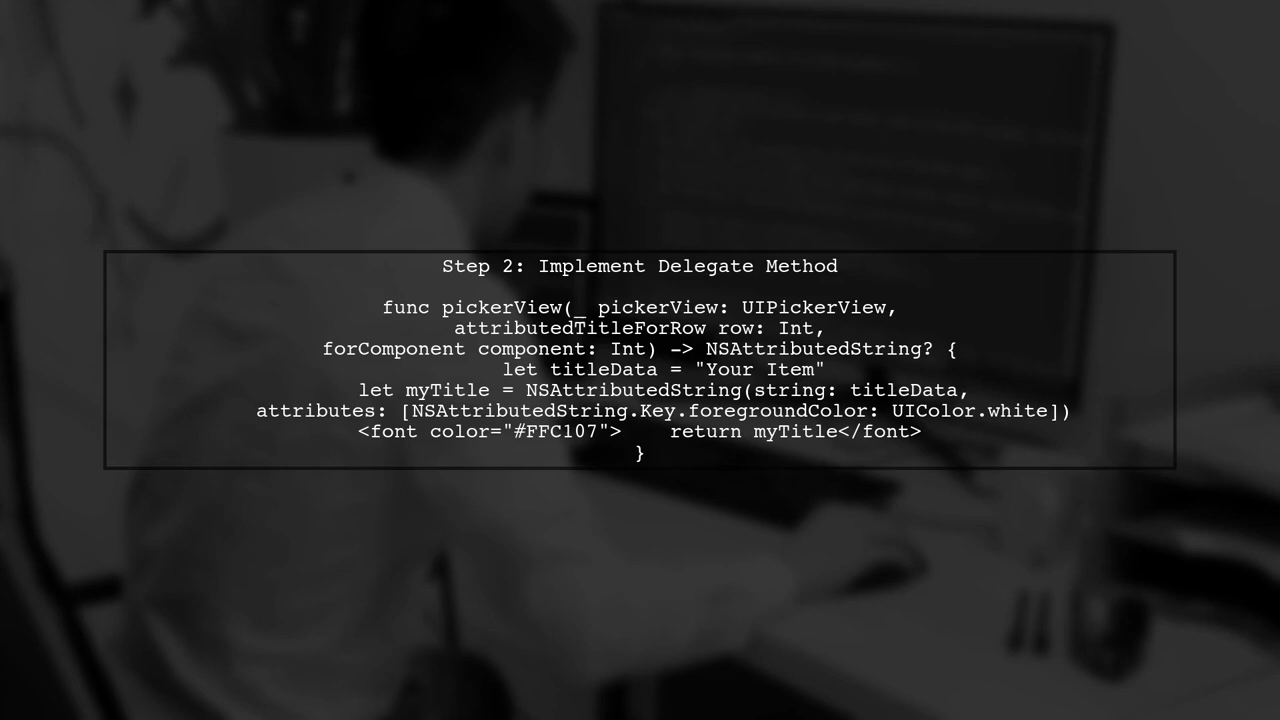 Step 2: Implement Delegate Method
func pickerView(_ pickerView: UIPickerView,
attributedTitleForRow row: Int,
forComponent component: Int) -> NSAttributedString? {
let titleData = "Your Item"
let myTitle = NSAttributedString(string: titleData,
attributes: [NSAttributedString.Key.foregroundColor: UIColor.white])
<font color="#FFC107">    return myTitle</font>
}